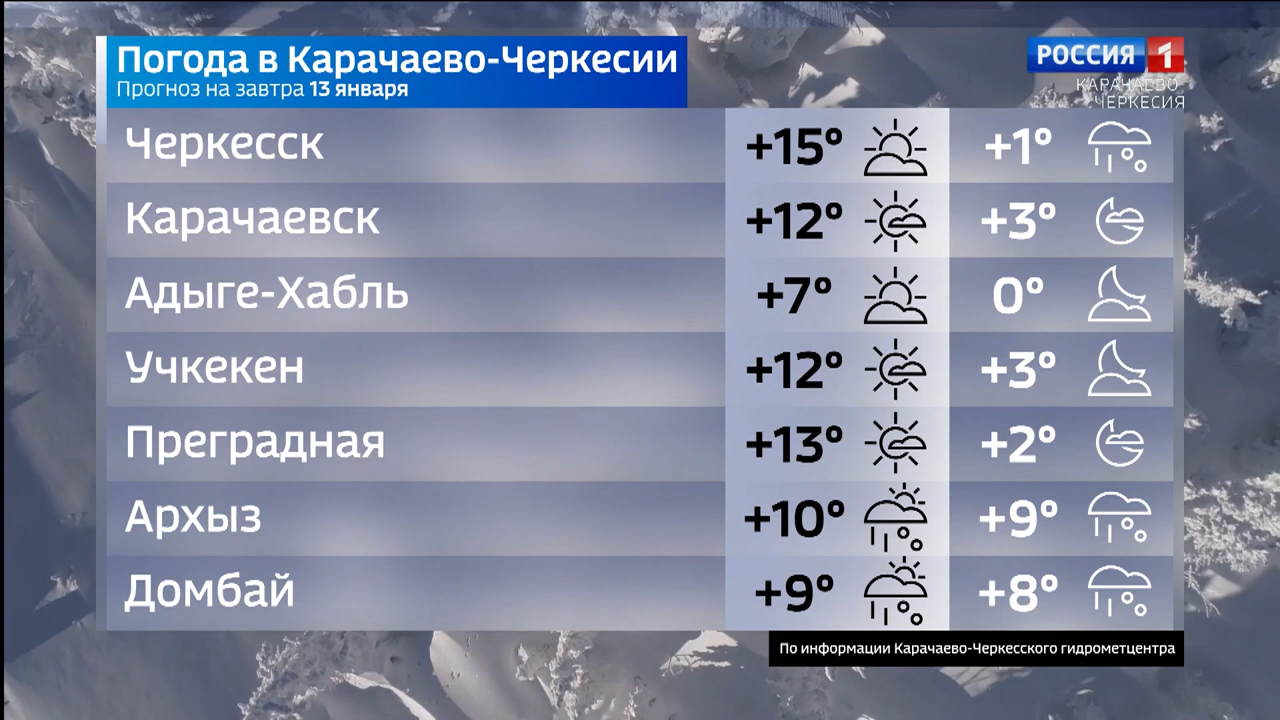 Погода в Карачаево-Черкесии
Прогноз на завтра 13 января
РОССИЯ 1
КАРАЧАЕВО
ЧЕРКЕСИЯ
Черкесск +15° +1°
Карачаевск +12° +3°
Адыге-Хабль +7° 0°
Учкекен +12° +3°
Преградная +13° +2°
Архыз +10° +9°
Домбай +9° +8°
По информации Карачаево-Черкесского гидрометцентра